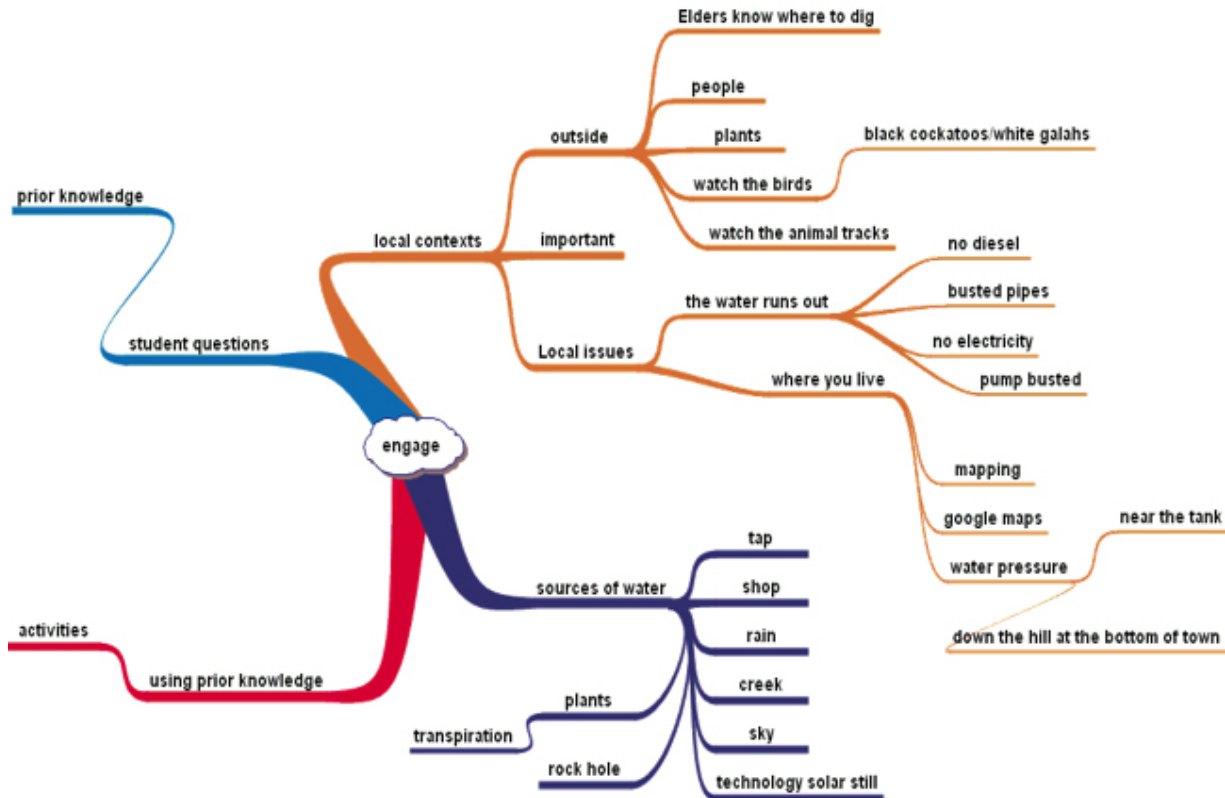 engage
student questions
prior knowledge
local contexts
outside
Elders know where to dig
people
plants
watch the birds
black cockatoos/white galahs
watch the animal tracks
important
Local issues
the water runs out
no diesel
busted pipes
no electricity
pump busted
where you live
mapping
google maps
water pressure
near the tank
down the hill at the bottom of town
sources of water
tap
shop
rain
creek
sky
technology solar still
plants
transpiration
rock hole
using prior knowledge
activities